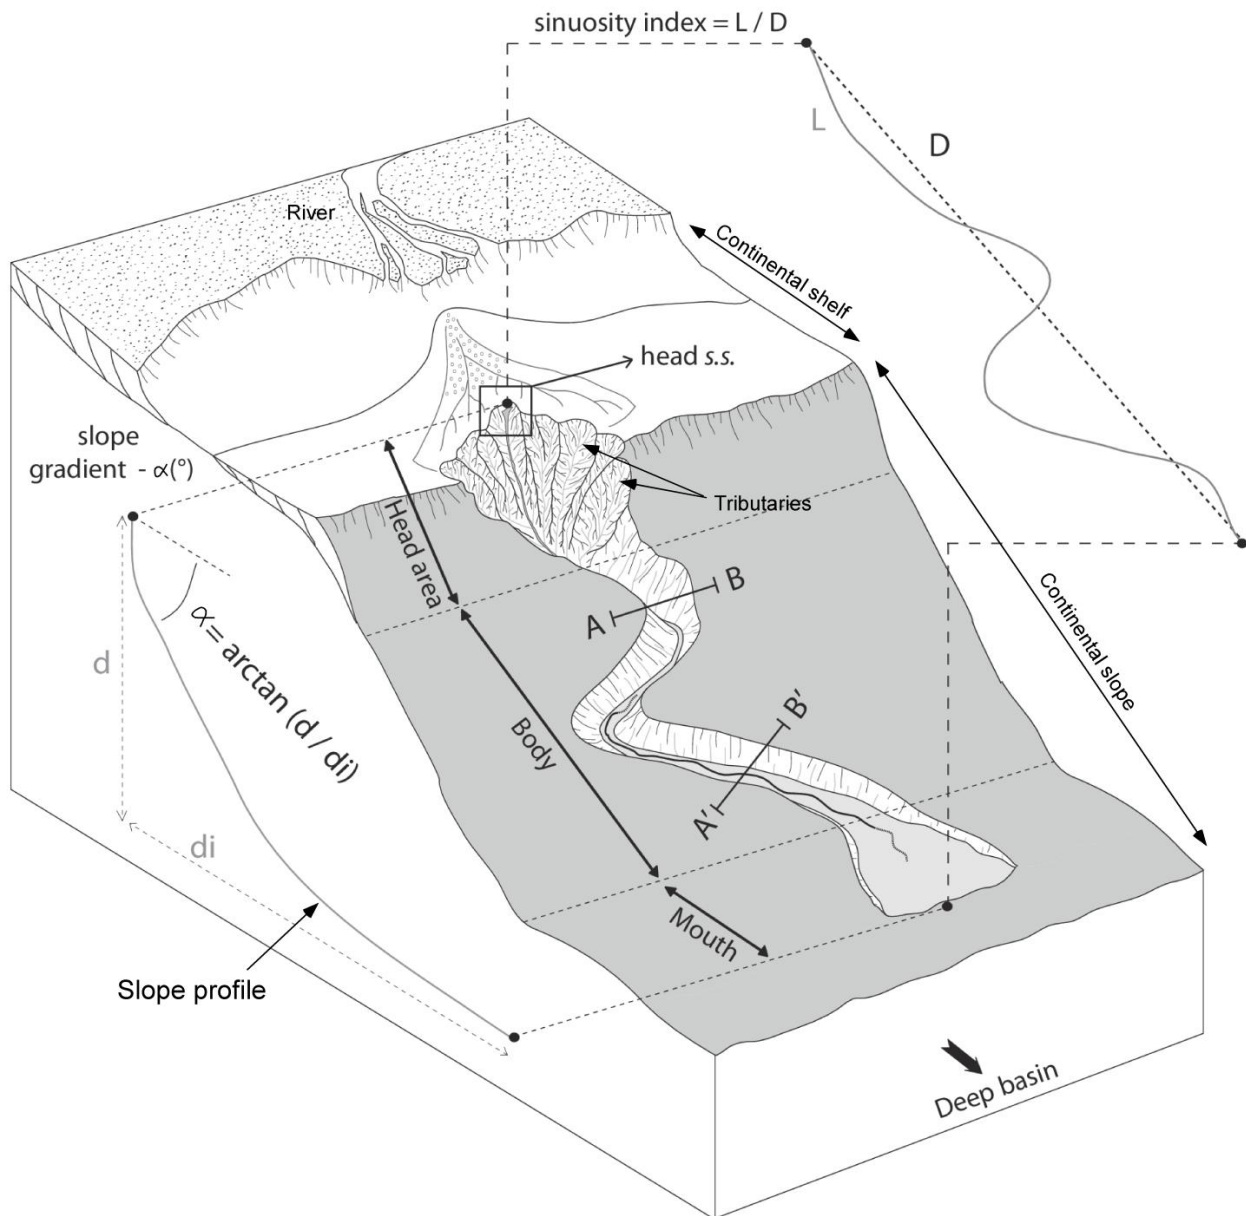 sinuosity index = L / D
L
D
River
Continental shelf
head s.s.
slope
gradient - α(°)
Tributaries
Head area
A
B
Continental slope
d
α = arctan (d / di)
Body
B'
A'
di
Mouth
Slope profile
Deep basin